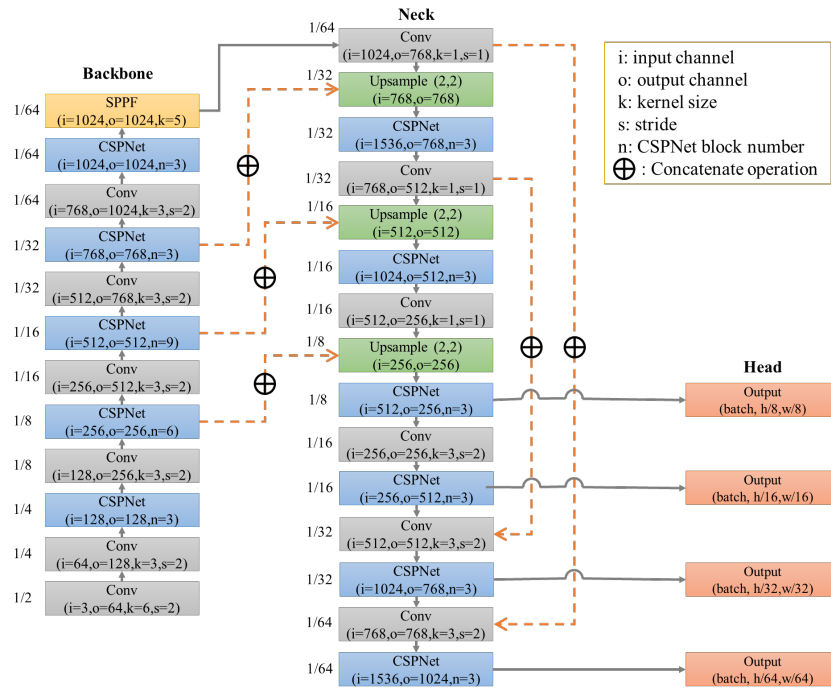 Backbone
1/64
SPPF
(i=1024,o=1024,k=5)
1/64
CSPNet
(i=1024,o=1024,n=3)
1/64
Conv
(i=768,o=1024,k=3,s=2)
1/32
CSPNet
(i=768,o=768,n=3)
1/32
Conv
(i=512,o=768,k=3,s=2)
1/16
CSPNet
(i=512,o=512,n=9)
1/16
Conv
(i=256,o=512,k=3,s=2)
1/8
CSPNet
(i=256,o=256,n=6)
1/8
Conv
(i=128,o=256,k=3,s=2)
1/4
CSPNet
(i=128,o=128,n=3)
1/4
Conv
(i=64,o=128,k=3,s=2)
1/2
Conv
(i=3,o=64,k=6,s=2)
Neck
1/64
Conv
(i=1024,o=768,k=1,s=1)
1/32
Upsample (2,2)
(i=768,o=768)
1/32
CSPNet
(i=1536,o=768,n=3)
1/32
Conv
(i=768,o=512,k=1,s=1)
1/16
Upsample (2,2)
(i=512,o=512)
1/16
CSPNet
(i=1024,o=512,n=3)
1/16
Conv
(i=512,o=256,k=1,s=1)
1/8
Upsample (2,2)
(i=256,o=256)
1/8
CSPNet
(i=512,o=256,n=3)
1/16
Conv
(i=256,o=256,k=3,s=2)
1/16
CSPNet
(i=256,o=512,n=3)
1/32
Conv
(i=512,o=512,k=3,s=2)
1/32
CSPNet
(i=1024,o=768,n=3)
1/64
Conv
(i=768,o=768,k=3,s=2)
1/64
CSPNet
(i=1536,o=1024,n=3)
i: input channel
o: output channel
k: kernel size
s: stride
n: CSPNet block number
: Concatenate operation
Head
Output
(batch, h/8,w/8)
Output
(batch, h/16,w/16)
Output
(batch, h/32,w/32)
Output
(batch, h/64,w/64)